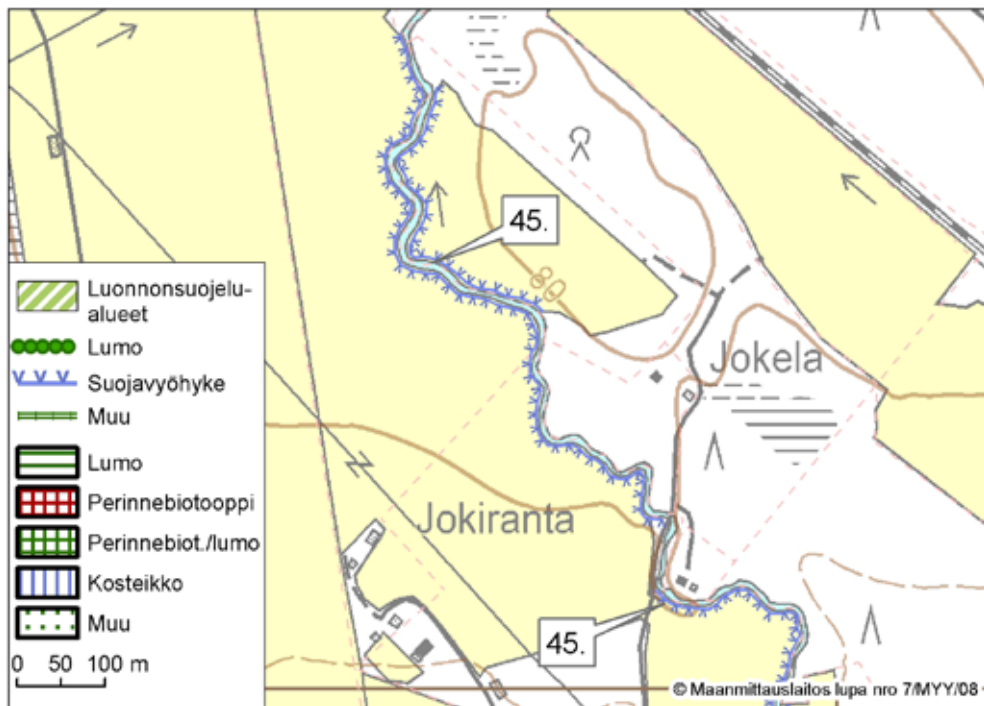 45.
Jokela
Jokiranta
45.
Luonnonsuojelu-
alueet
Lumo
Suojavyöhyke
Muu
Lumo
Perinnebiotooppi
Perinnebiot./lumo
Kosteikko
Muu
0 50 100 m
© Maanmittauslaitos lupa nro 7/MYY/08